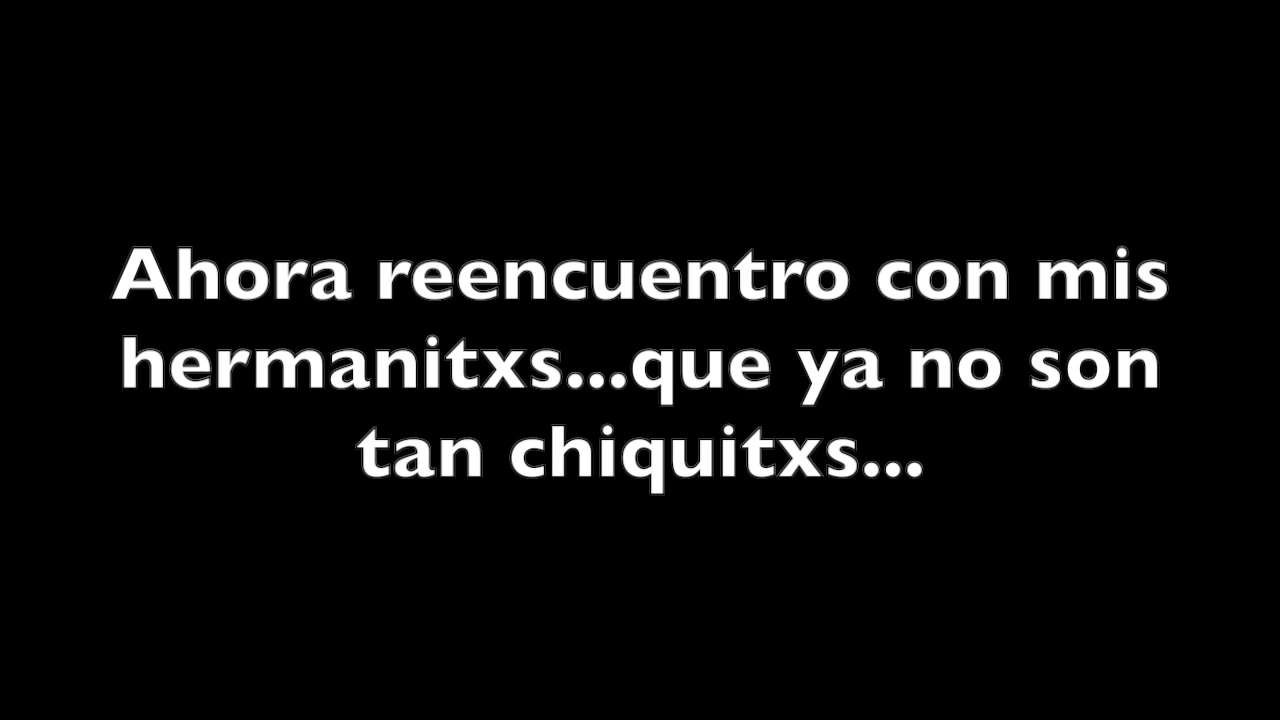 Ahora reencuentro con mis
hermanitxs...que ya no son
tan chiquitxs...